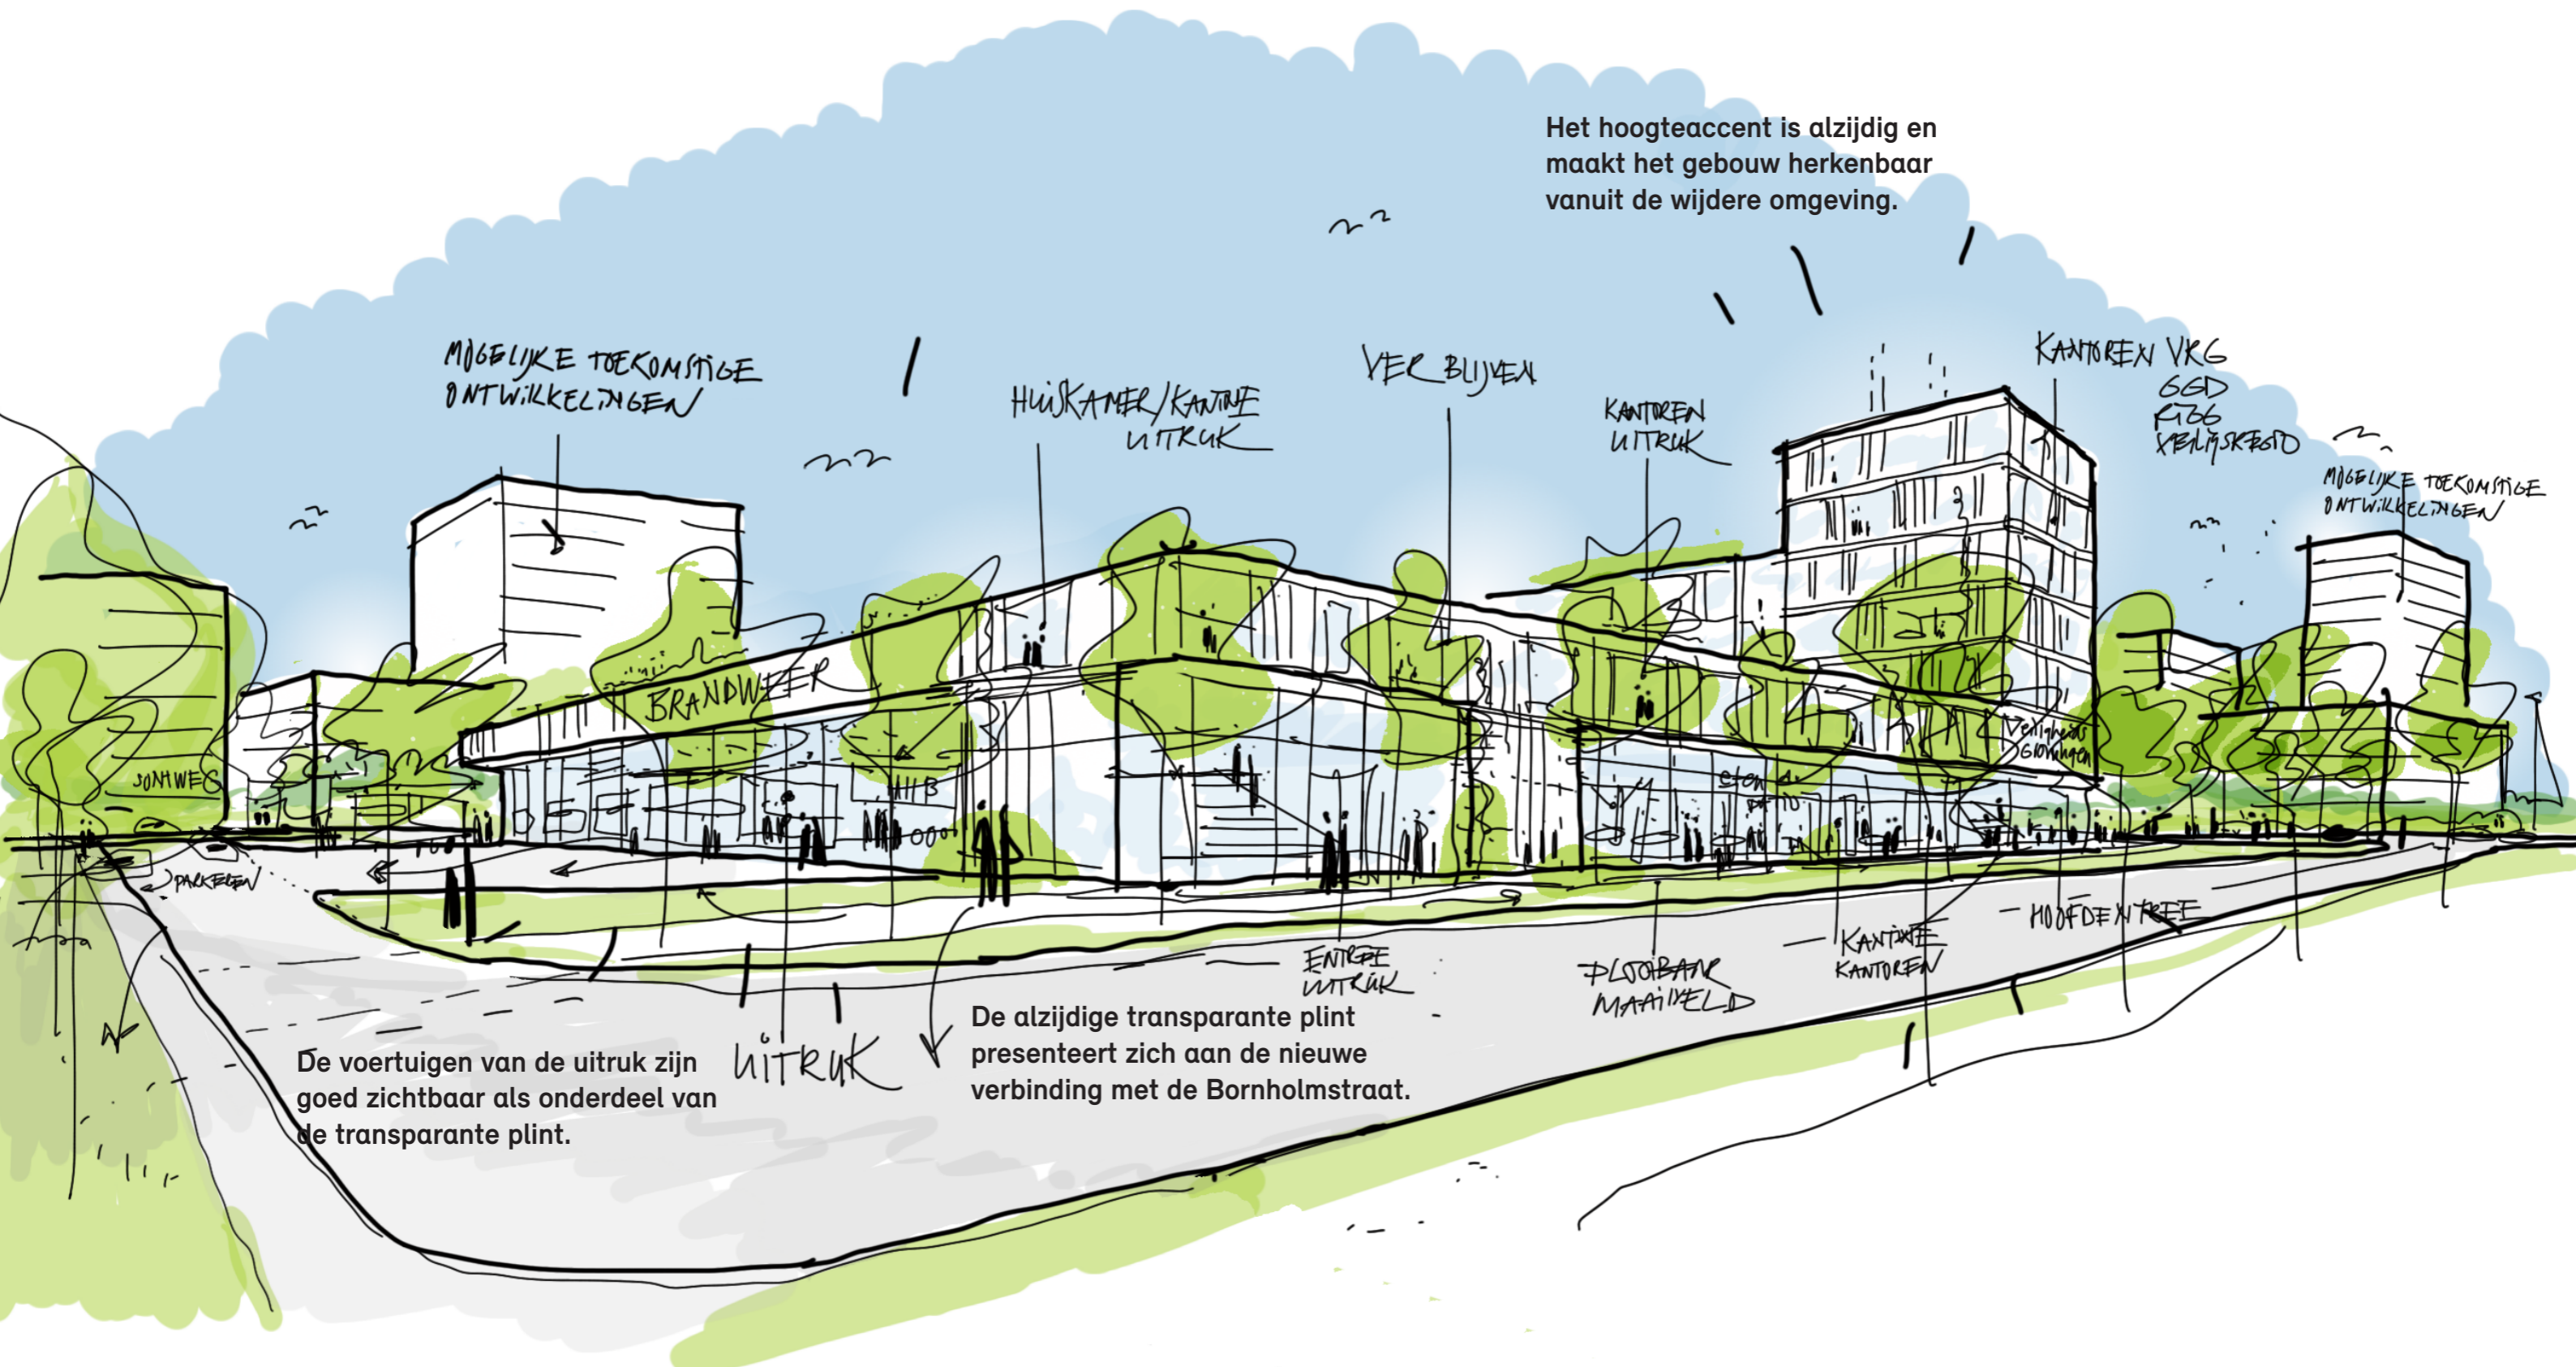 Het hoogteaccent is alzijdig en
maakt het gebouw herkenbaar
vanuit de wijdere omgeving.
MOGELIJKE TOEKOMSTIGE
ONTWIKKELINGEN
HUISKAMER/KANTINE
UITRUK
VERBLIJVEN
KANTOREN
UITRUK
KANTOREN VRG
GGD
MOGELIJKE TOEKOMSTIGE
ONTWIKKELINGEN
BRANDWEER
SONTWEG
Veiligheids
Groningen
PARKEREN
HOOFDENTREE
KANTINE
KANTOREN
ENTREE
UITRUK
MAAIVELD
UITRUK
De voertuigen van de uitruk zijn
goed zichtbaar als onderdeel van
de transparante plint.
De alzijdige transparante plint
presenteert zich aan de nieuwe
verbinding met de Bornholmstraat.